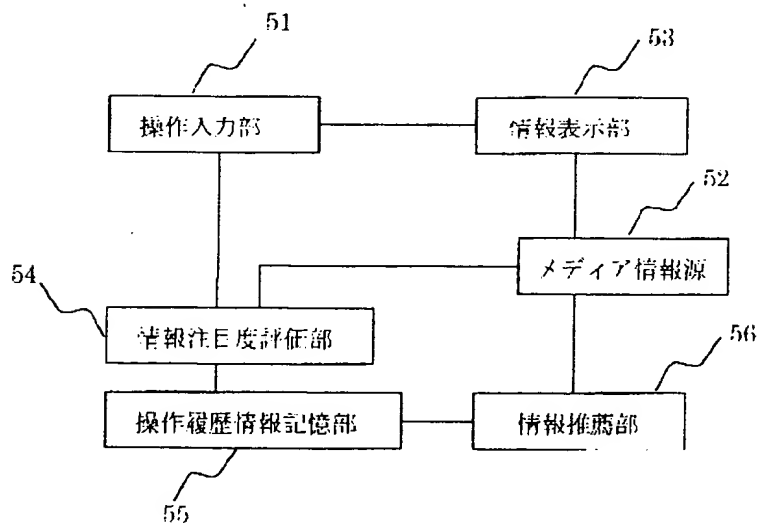 51
53
操作入力部
情報表示部
52
メディア情報源
54
情報注目度評価部
56
操作履歴情報記憶部
情報推薦部
55